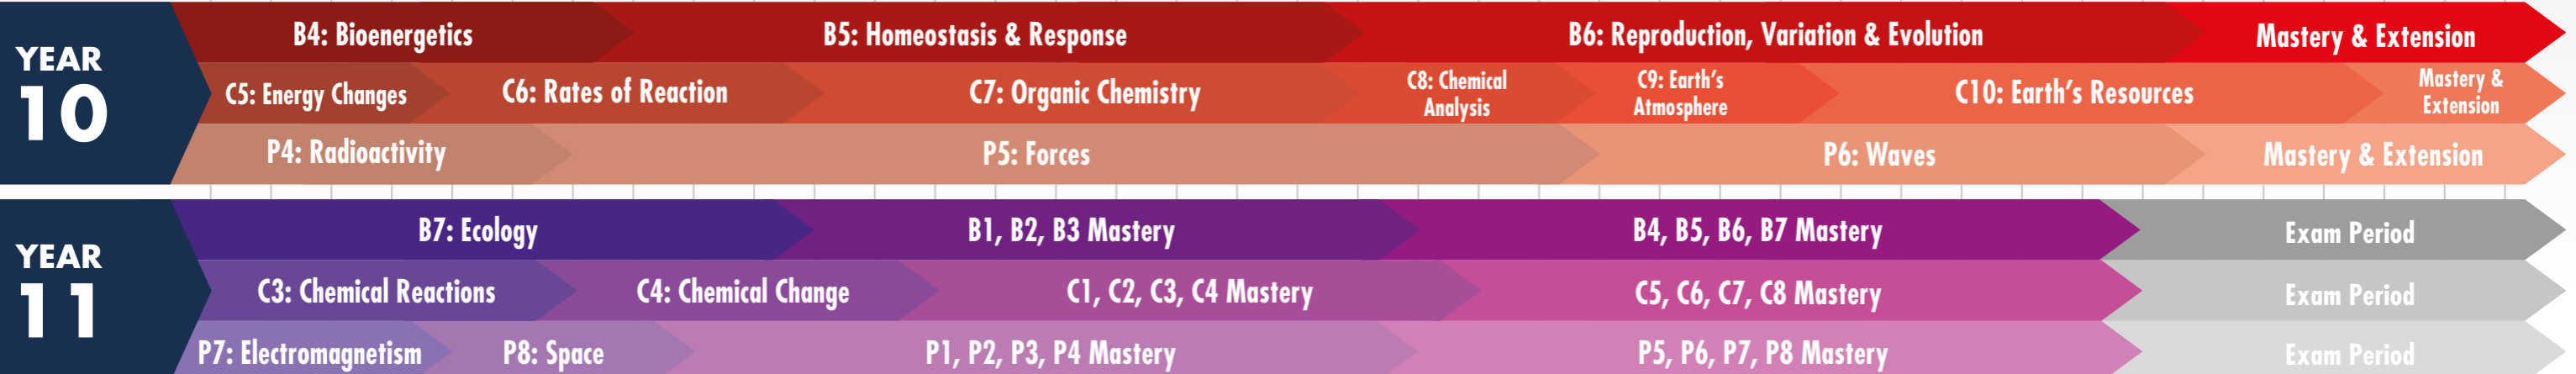 YEAR
10
B4: Bioenergetics
B5: Homeostasis & Response
B6: Reproduction, Variation & Evolution
Mastery & Extension
C5: Energy Changes
C6: Rates of Reaction
C7: Organic Chemistry
C8: Chemical
Analysis
C9: Earth's
Atmosphere
C10: Earth's Resources
Mastery &
Extension
P4: Radioactivity
P5: Forces
P6: Waves
Mastery & Extension
YEAR
11
B7: Ecology
B1, B2, B3 Mastery
B4, B5, B6, B7 Mastery
Exam Period
C3: Chemical Reactions
C4: Chemical Change
C1, C2, C3, C4 Mastery
C5, C6, C7, C8 Mastery
Exam Period
P7: Electromagnetism
P8: Space
P1, P2, P3, P4 Mastery
P5, P6, P7, P8 Mastery
Exam Period